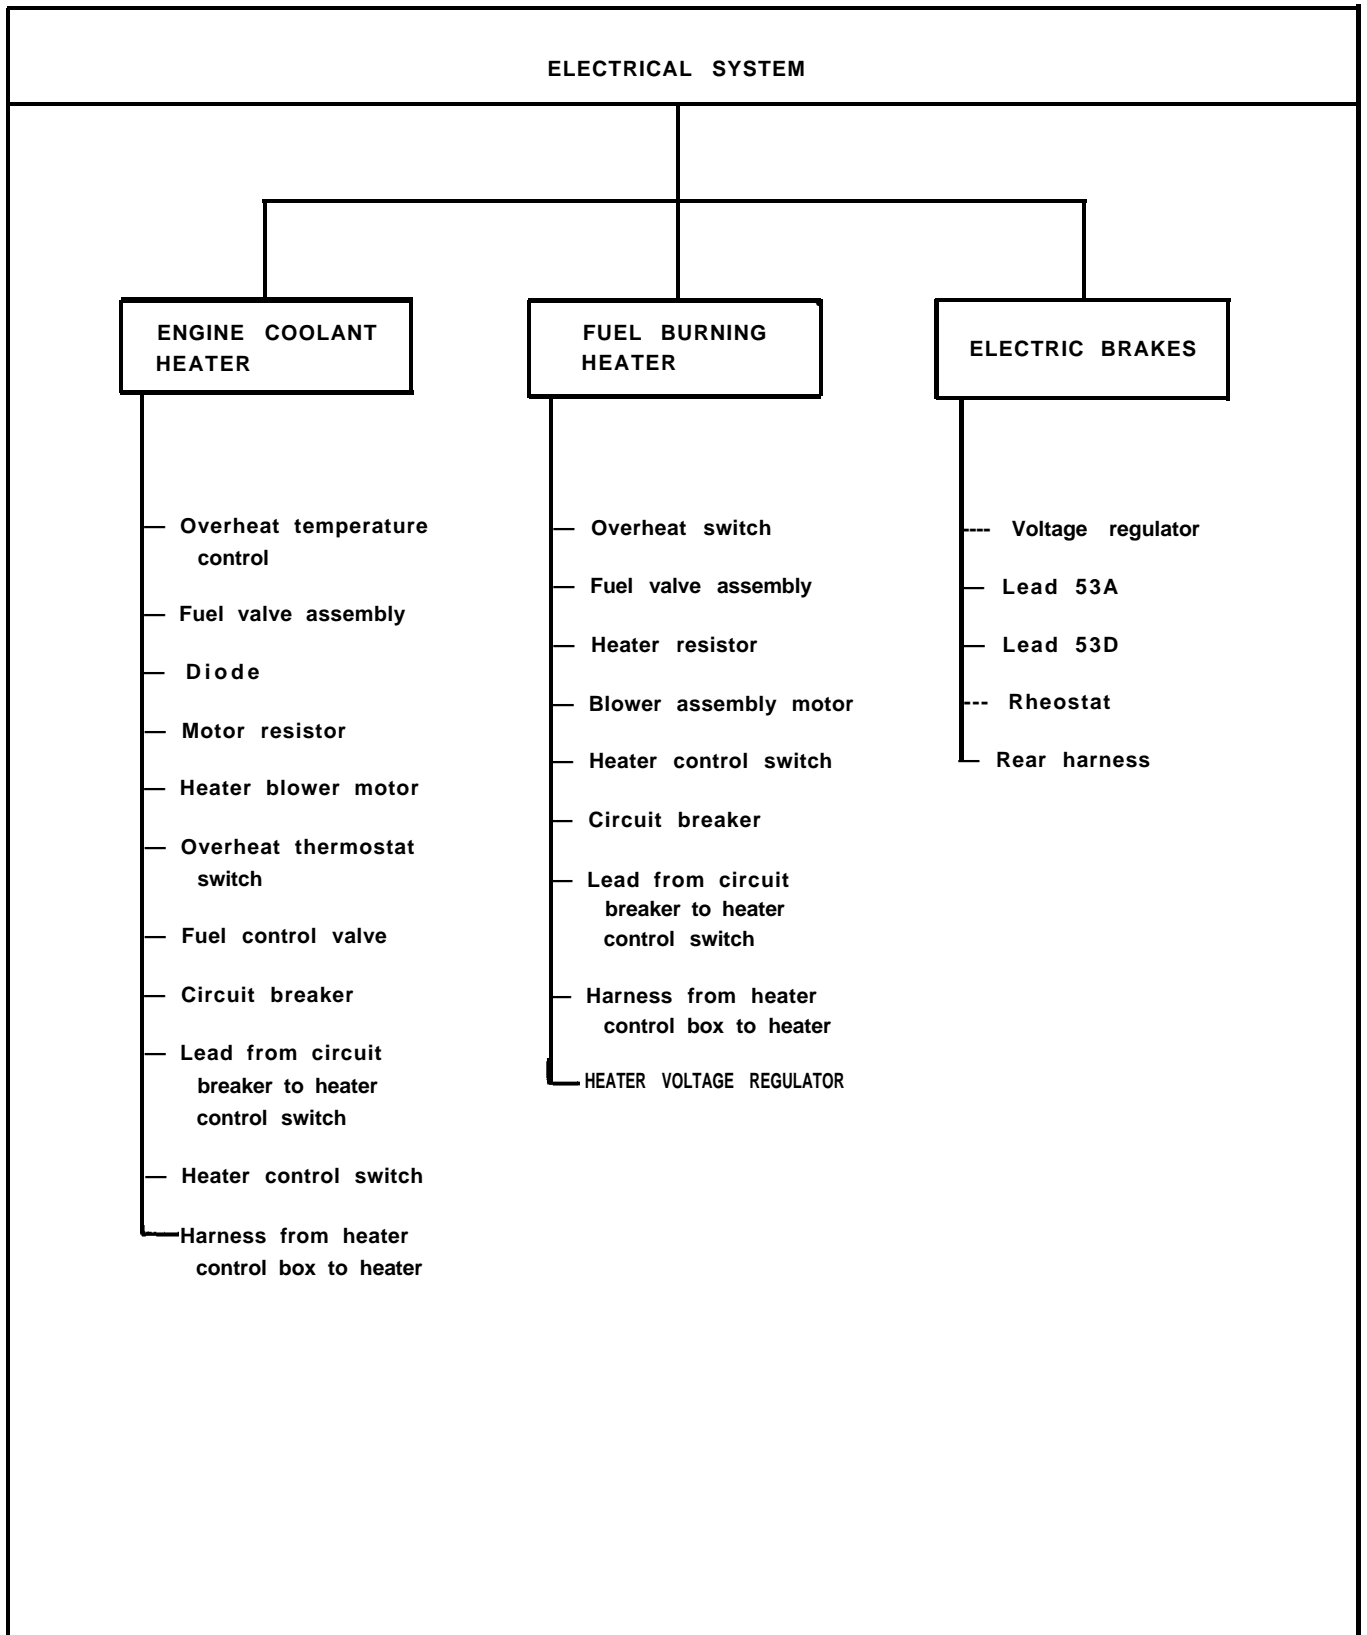 ELECTRICAL SYSTEM
ENGINE COOLANT
HEATER
Overheat temperature
control
Fuel valve assembly
Diode
Motor resistor
Heater blower motor
Overheat thermostat
switch
Fuel control valve
Circuit breaker
Lead from circuit
breaker to heater
control switch
Heater control switch
Harness from heater
control box to heater
FUEL BURNING
HEATER
Overheat switch
Fuel valve assembly
Heater resistor
Blower assembly motor
Heater control switch
Circuit breaker
Lead from circuit
breaker to heater
control switch
Harness from heater
control box to heater
HEATER VOLTAGE REGULATOR
ELECTRIC BRAKES
Voltage regulator
Lead 53A
Lead 53D
Rheostat
Rear harness